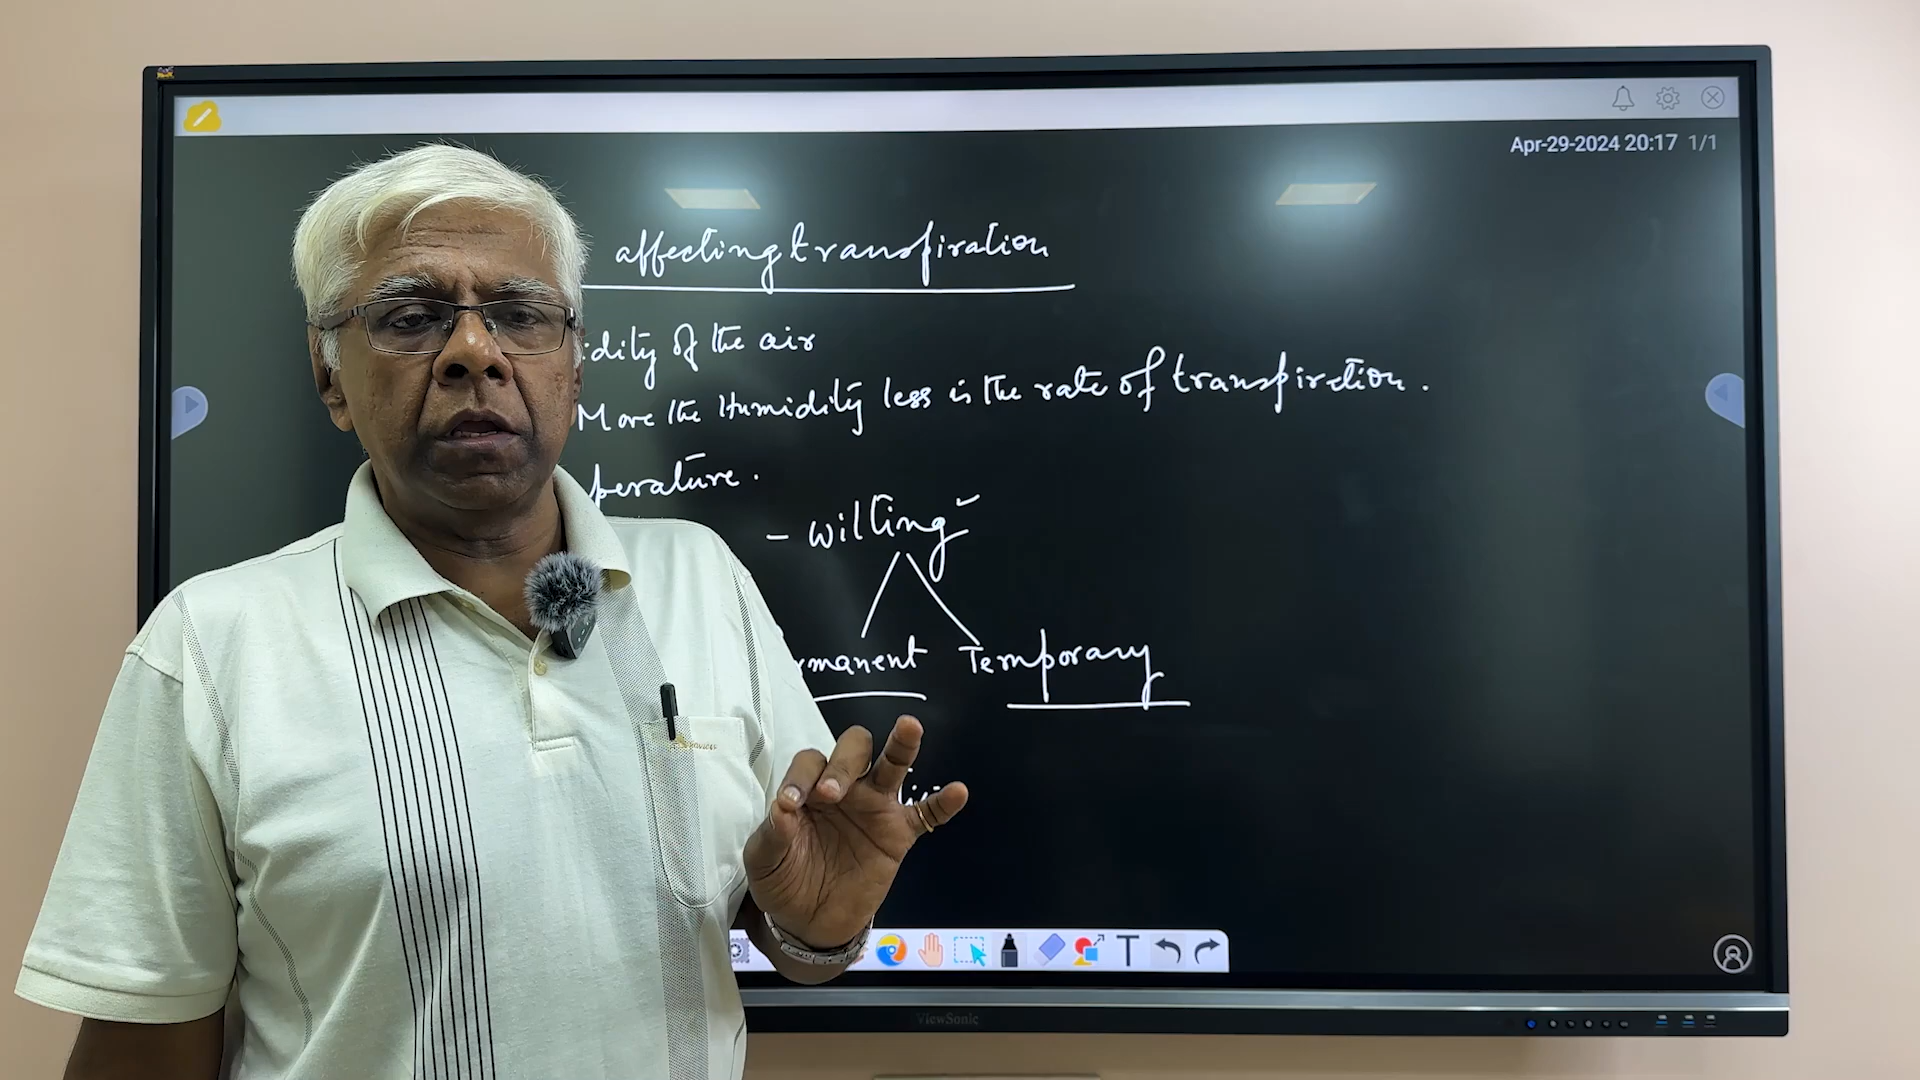 Apr-29-2024 20:17 1/1
affecting transpiration
idity of the air
More the Humidity less is the rate of transpiration.
perature.
- wilting
rmanent Temporary
T
ViewSonic